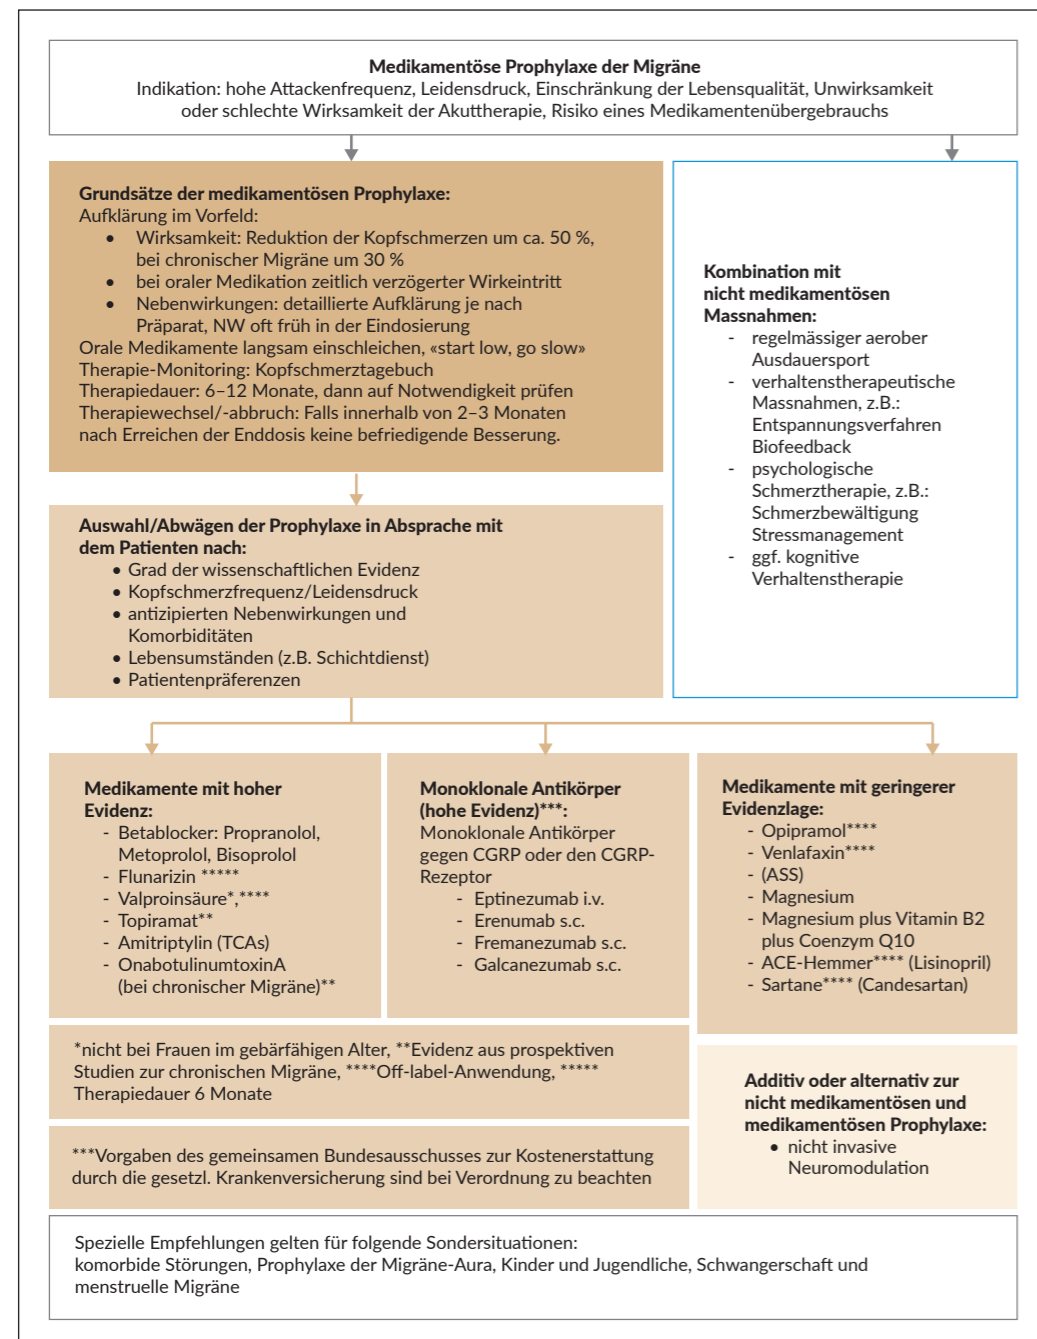 Medikamentöse Prophylaxe der Migräne
Indikation: hohe Attackenfrequenz, Leidensdruck, Einschränkung der Lebensqualität, Unwirksamkeit
oder schlechte Wirksamkeit der Akuttherapie, Risiko eines Medikamentenübergebrauchs
Grundsätze der medikamentösen Prophylaxe:
Aufklärung im Vorfeld:
• Wirksamkeit: Reduktion der Kopfschmerzen um ca. 50 %,
bei chronischer Migräne um 30 %
• bei oraler Medikation zeitlich verzögerter Wirkeintritt
• Nebenwirkungen: detaillierte Aufklärung je nach
Präparat, NW oft früh in der Eindosierung
Orale Medikamente langsam einschleichen, «start low, go slow»
Therapie-Monitoring: Kopfschmerztagebuch
Therapiedauer: 6–12 Monate, dann auf Notwendigkeit prüfen
Therapiewechsel/-abbruch: Falls innerhalb von 2–3 Monaten
nach Erreichen der Enddosis keine befriedigende Besserung.
Kombination mit
nicht medikamentösen
Massnahmen:
- regelmässiger aerober
Ausdauersport
- verhaltenstherapeutische
Massnahmen, z.B.:
Entspannungsverfahren
Biofeedback
- psychologische
Schmerztherapie, z.B.:
Schmerzbewältigung
Stressmanagement
- ggf. kognitive
Verhaltenstherapie
Auswahl/Abwägen der Prophylaxe in Absprache mit
dem Patienten nach:
• Grad der wissenschaftlichen Evidenz
• Kopfschmerzfrequenz/Leidensdruck
• antizipierten Nebenwirkungen und
Komorbiditäten
• Lebensumständen (z.B. Schichtdienst)
• Patientenpräferenzen
Medikamente mit hoher
Evidenz:
- Betablocker: Propranolol,
Metoprolol, Bisoprolol
- Flunarizin *****
- Valproinsäure*,****
- Topiramat**
- Amitriptylin (TCAs)
- OnabotulinumtoxinA
(bei chronischer Migräne)**
Monoklonale Antikörper
(hohe Evidenz)***:
Monoklonale Antikörper
gegen CGRP oder den CGRP-
Rezeptor
- Eptinezumab i.v.
- Erenumab s.c.
- Fremanezumab s.c.
- Galcanezumab s.c.
Medikamente mit geringerer
Evidenzlage:
- Opipramol****
- Venlafaxin****
- (ASS)
- Magnesium
- Magnesium plus Vitamin B2
plus Coenzym Q10
- ACE-Hemmer**** (Lisinopril)
- Sartane**** (Candesartan)
*nicht bei Frauen im gebärfähigen Alter, **Evidenz aus prospektiven
Studien zur chronischen Migräne, ****Off-label-Anwendung, *****
Therapiedauer 6 Monate
***Vorgaben des gemeinsamen Bundesausschusses zur Kostenerstattung
durch die gesetzl. Krankenversicherung sind bei Verordnung zu beachten
Additiv oder alternativ zur
nicht medikamentösen und
medikamentösen Prophylaxe:
• nicht invasive
Neuromodulation
Spezielle Empfehlungen gelten für folgende Sondersituationen:
komorbide Störungen, Prophylaxe der Migräne-Aura, Kinder und Jugendliche, Schwangerschaft und
menstruelle Migräne